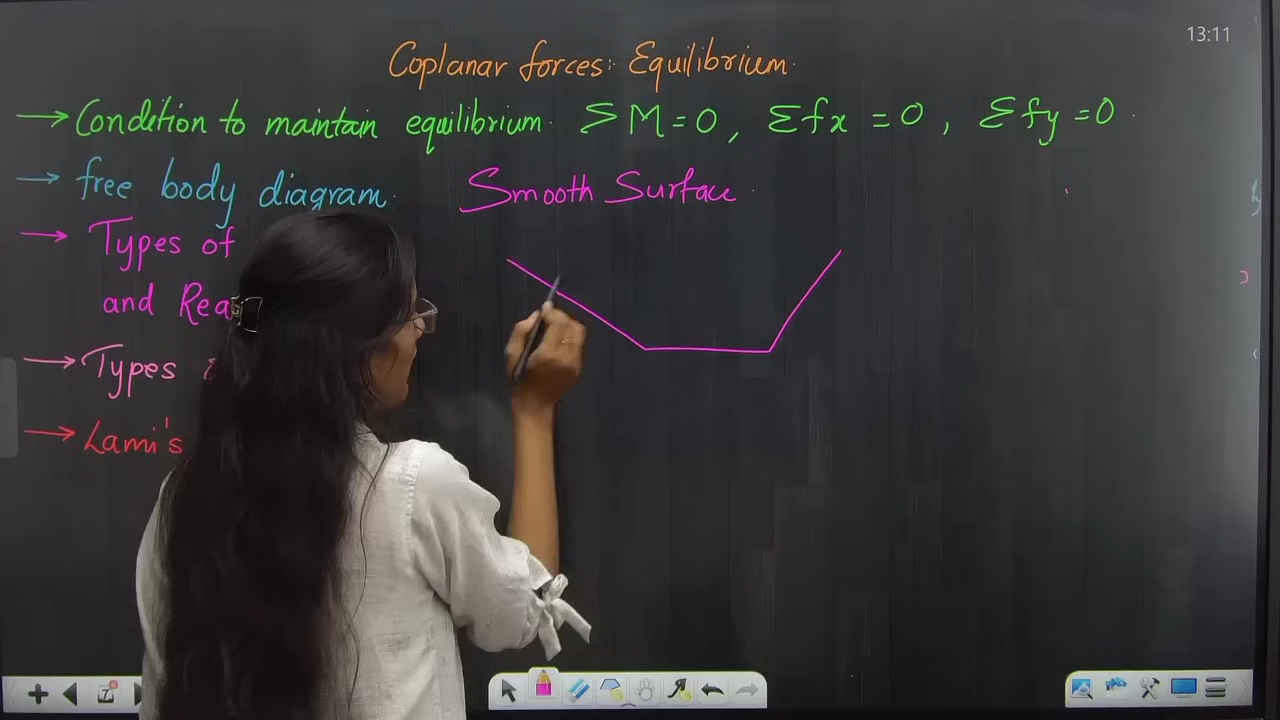 13:11
Coplanar forces: Equilibrium.
→ Condition to maintain equilibrium. ΣM=0, Σfx =0, Σfy =0.
→ free body diagram. Smooth Surface.
→ Types of
and
→ Types
→ Lami's